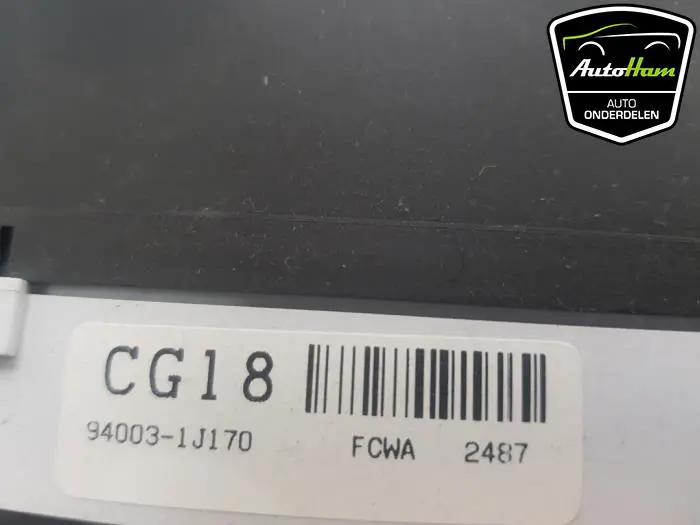 AutoHam
AUTO
ONDERDELEN
CG18
94003-1J170 FCWA 2487